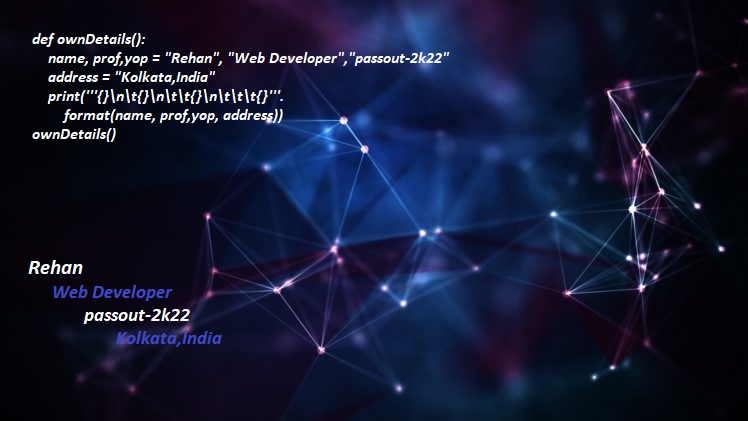 def ownDetails():
    name, prof,yop = "Rehan", "Web Developer","passout-2k22"
    address = "Kolkata,India"
    print('''{}\n\t{}\n\t\t{}\n\t\t\t{}'''.
        format(name, prof,yop, address))
ownDetails()
Rehan
Web Developer
passout-2k22
Kolkata,India